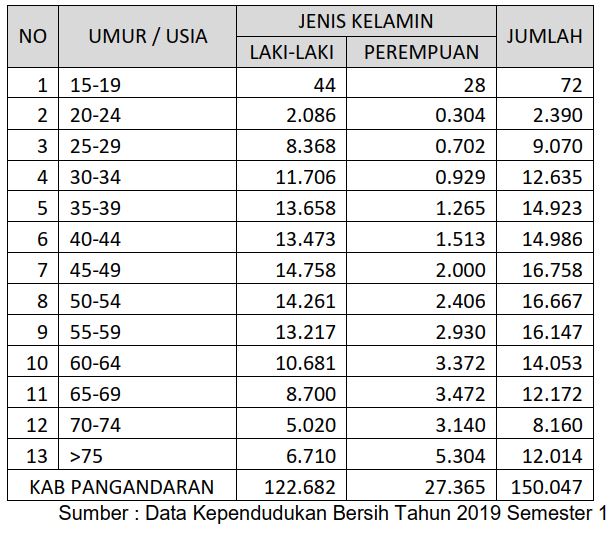 NO UMUR / USIA JENIS KELAMIN JUMLAH
LAKI-LAKI PEREMPUAN
1 15-19 44 28 72
2 20-24 2.086 0.304 2.390
3 25-29 8.368 0.702 9.070
4 30-34 11.706 0.929 12.635
5 35-39 13.658 1.265 14.923
6 40-44 13.473 1.513 14.986
7 45-49 14.758 2.000 16.758
8 50-54 14.261 2.406 16.667
9 55-59 13.217 2.930 16.147
10 60-64 10.681 3.372 14.053
11 65-69 8.700 3.472 12.172
12 70-74 5.020 3.140 8.160
13 >75 6.710 5.304 12.014
KAB PANGANDARAN 122.682 27.365 150.047
Sumber : Data Kependudukan Bersih Tahun 2019 Semester 1